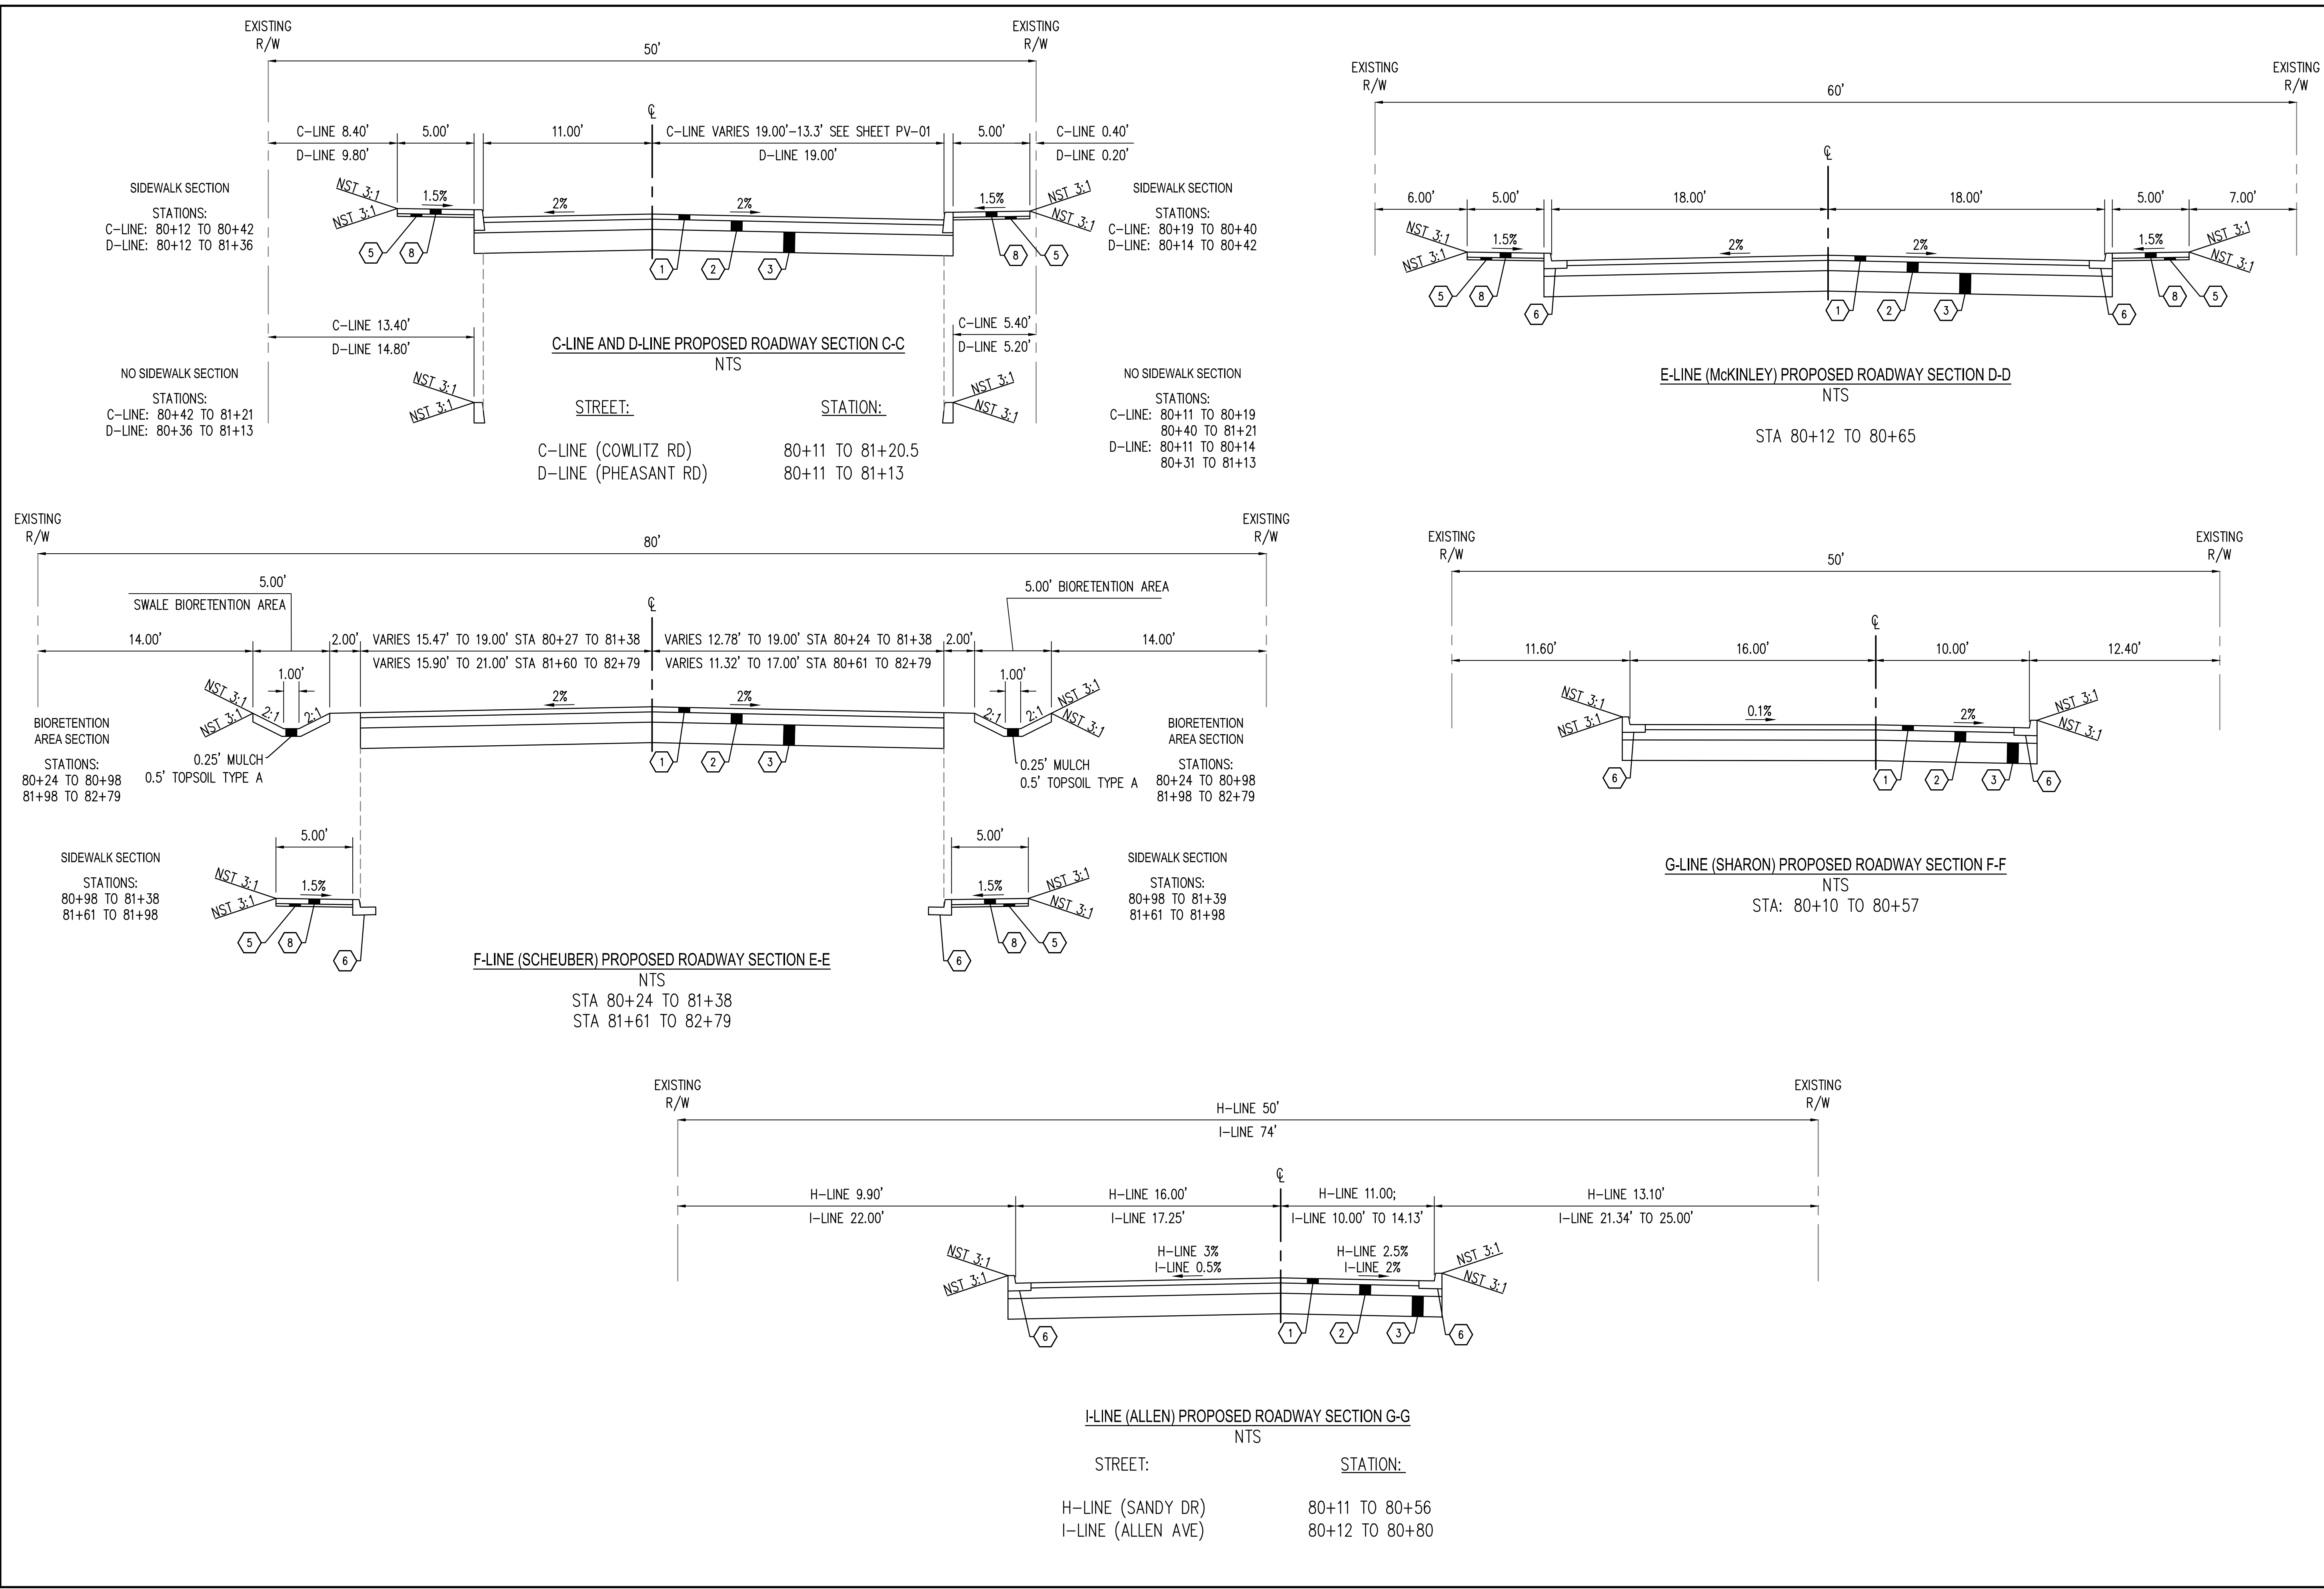 EXISTING
R/W
EXISTING
R/W
50'
℄
C-LINE 8.40'
D-LINE 9.80'
5.00'
11.00'
C-LINE VARIES 19.00'-13.3' SEE SHEET PV-01
D-LINE 19.00'
5.00'
C-LINE 0.40'
D-LINE 0.20'
SIDEWALK SECTION
STATIONS:
C-LINE: 80+12 TO 80+42
D-LINE: 80+12 TO 81+36
NST 3:1
NST 3:1
1.5%
2%
2%
1.5%
NST 3:1
NST 3:1
5
8
1
2
3
8
5
SIDEWALK SECTION
STATIONS:
C-LINE: 80+19 TO 80+40
D-LINE: 80+14 TO 80+42
C-LINE 13.40'
D-LINE 14.80'
C-LINE 5.40'
D-LINE 5.20'
C-LINE AND D-LINE PROPOSED ROADWAY SECTION C-C
NTS
NO SIDEWALK SECTION
STATIONS:
C-LINE: 80+42 TO 81+21
D-LINE: 80+36 TO 81+13
NST 3:1
NST 3:1
NST 3:1
NST 3:1
NO SIDEWALK SECTION
STATIONS:
C-LINE: 80+11 TO 80+19
80+40 TO 81+21
D-LINE: 80+11 TO 80+14
80+31 TO 81+13
STREET: STATION:
C-LINE (COWLITZ RD) 80+11 TO 81+20.5
D-LINE (PHEASANT RD) 80+11 TO 81+13
EXISTING
R/W
EXISTING
R/W
60'
℄
6.00'
5.00'
18.00'
18.00'
5.00'
7.00'
NST 3:1
NST 3:1
1.5%
2%
2%
1.5%
NST 3:1
NST 3:1
5
8
6
1
2
3
6
8
5
E-LINE (McKINLEY) PROPOSED ROADWAY SECTION D-D
NTS
STA 80+12 TO 80+65
EXISTING
R/W
EXISTING
R/W
80'
5.00'
SWALE BIORETENTION AREA
5.00' BIORETENTION AREA
℄
14.00'
2.00'
VARIES 15.47' TO 19.00' STA 80+27 TO 81+38
VARIES 15.90' TO 21.00' STA 81+60 TO 82+79
VARIES 12.78' TO 19.00' STA 80+24 TO 81+38
VARIES 11.32' TO 17.00' STA 80+61 TO 82+79
2.00'
14.00'
1.00'
1.00'
NST 3:1
NST 3:1
2:1
2:1
2%
2%
2:1
2:1
NST 3:1
NST 3:1
BIORETENTION
AREA SECTION
STATIONS:
80+24 TO 80+98
81+98 TO 82+79
0.25' MULCH
0.5' TOPSOIL TYPE A
1
2
3
0.25' MULCH
0.5' TOPSOIL TYPE A
BIORETENTION
AREA SECTION
STATIONS:
80+24 TO 80+98
81+98 TO 82+79
SIDEWALK SECTION
STATIONS:
80+98 TO 81+38
81+61 TO 81+98
5.00'
NST 3:1
NST 3:1
1.5%
5
8
6
5.00'
1.5%
NST 3:1
NST 3:1
6
8
5
SIDEWALK SECTION
STATIONS:
80+98 TO 81+39
81+61 TO 81+98
F-LINE (SCHEUBER) PROPOSED ROADWAY SECTION E-E
NTS
STA 80+24 TO 81+38
STA 81+61 TO 82+79
EXISTING
R/W
EXISTING
R/W
50'
℄
11.60'
16.00'
10.00'
12.40'
NST 3:1
NST 3:1
0.1%
2%
NST 3:1
NST 3:1
6
1
2
3
6
G-LINE (SHARON) PROPOSED ROADWAY SECTION F-F
NTS
STA: 80+10 TO 80+57
EXISTING
R/W
EXISTING
R/W
H-LINE 50'
I-LINE 74'
℄
H-LINE 9.90'
I-LINE 22.00'
H-LINE 16.00'
I-LINE 17.25'
H-LINE 11.00;
I-LINE 10.00' TO 14.13'
H-LINE 13.10'
I-LINE 21.34' TO 25.00'
NST 3:1
NST 3:1
H-LINE 3%
I-LINE 0.5%
H-LINE 2.5%
I-LINE 2%
NST 3:1
NST 3:1
6
1
2
3
6
I-LINE (ALLEN) PROPOSED ROADWAY SECTION G-G
NTS
STREET: STATION:
H-LINE (SANDY DR) 80+11 TO 80+56
I-LINE (ALLEN AVE) 80+12 TO 80+80